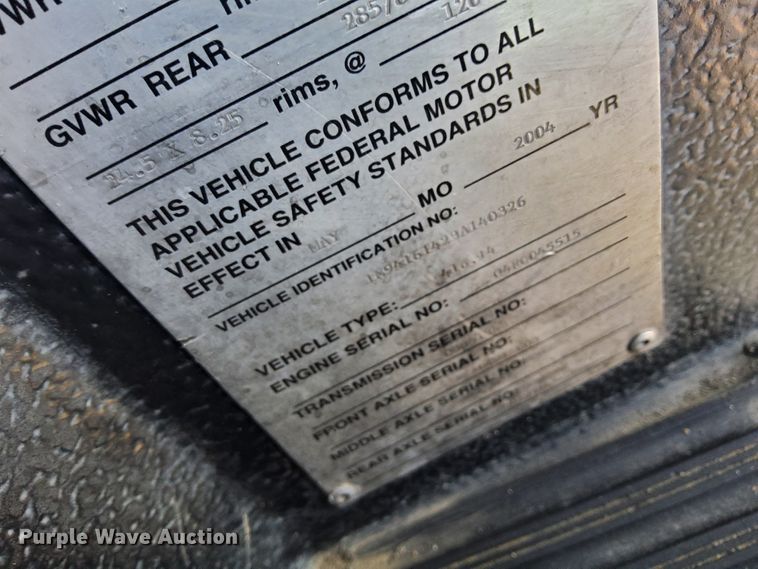 GVWR REAR
rims, @
24.5 X 8.25
THIS VEHICLE CONFORMS TO ALL
APPLICABLE FEDERAL MOTOR
VEHICLE SAFETY STANDARDS IN
EFFECT IN MAY MO 2004 YR
VEHICLE IDENTIFICATION NO:
VEHICLE TYPE: 416.14
ENGINE SERIAL NO:
TRANSMISSION SERIAL NO:
FRONT AXLE SERIAL NO:
MIDDLE AXLE SERIAL NO:
REAR AXLE SERIAL NO:
Purple Wave Auction